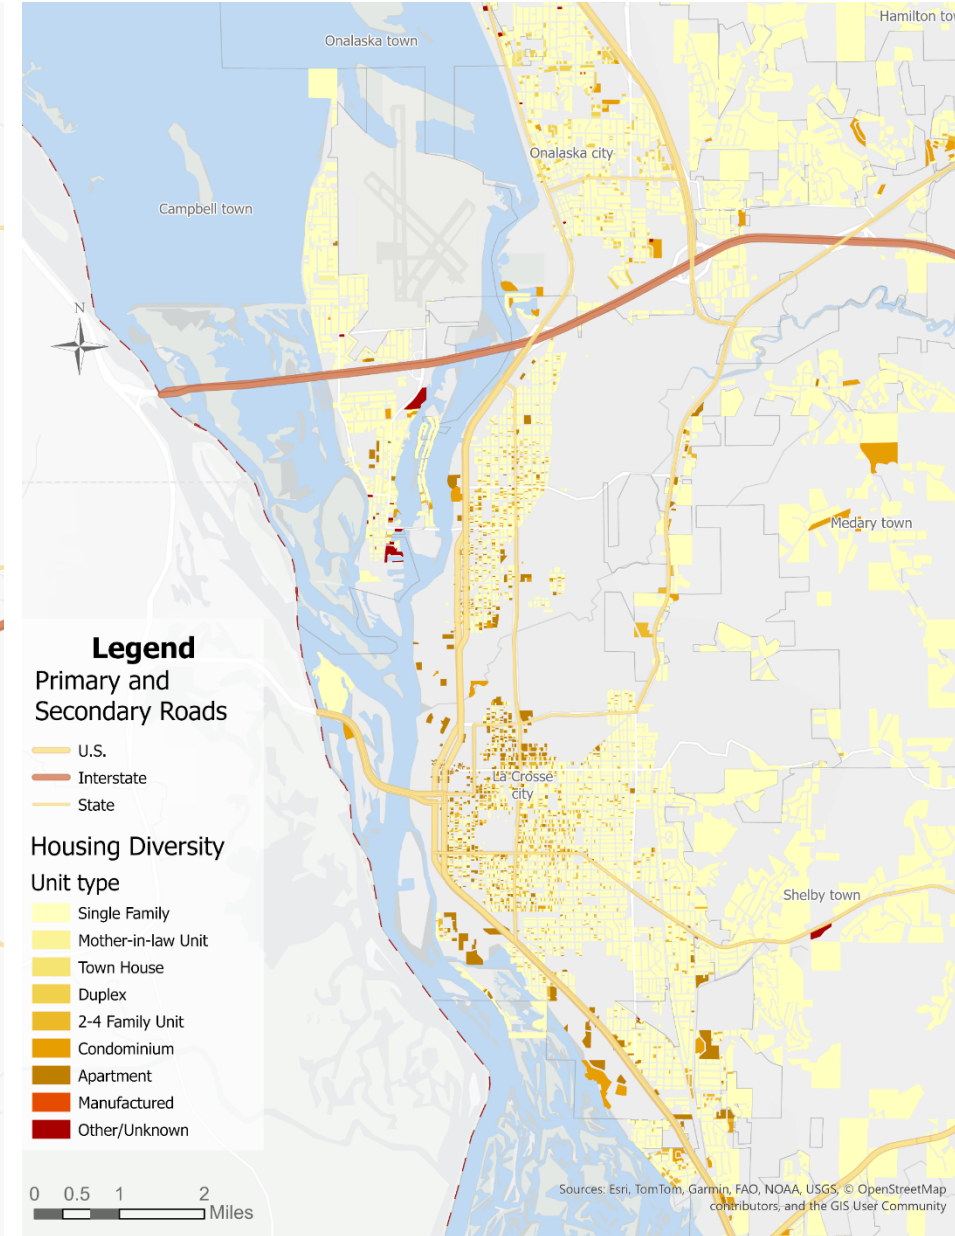 Hamilton tow
Onalaska town
Onalaska city
Campbell town
N
Medary town
La Crosse
city
Shelby town
Legend
Primary and
Secondary Roads
U.S.
Interstate
State
Housing Diversity
Unit type
Single Family
Mother-in-law Unit
Town House
Duplex
2-4 Family Unit
Condominium
Apartment
Manufactured
Other/Unknown
0 0.5 1 2
Miles
Sources: Esri, TomTom, Garmin, FAO, NOAA, USGS, © OpenStreetMap
contributors, and the GIS User Community